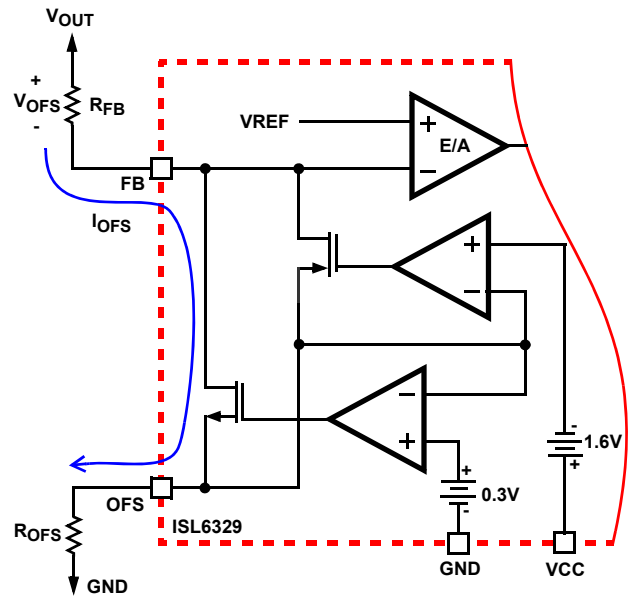 VOUT
+
VOFS
-
RFB
VREF
+
E/A
−
FB
IOFS
+
−
−
+
-
1.6V
+
+
0.3V
-
OFS
ISL6329
ROFS
GND
GND
VCC